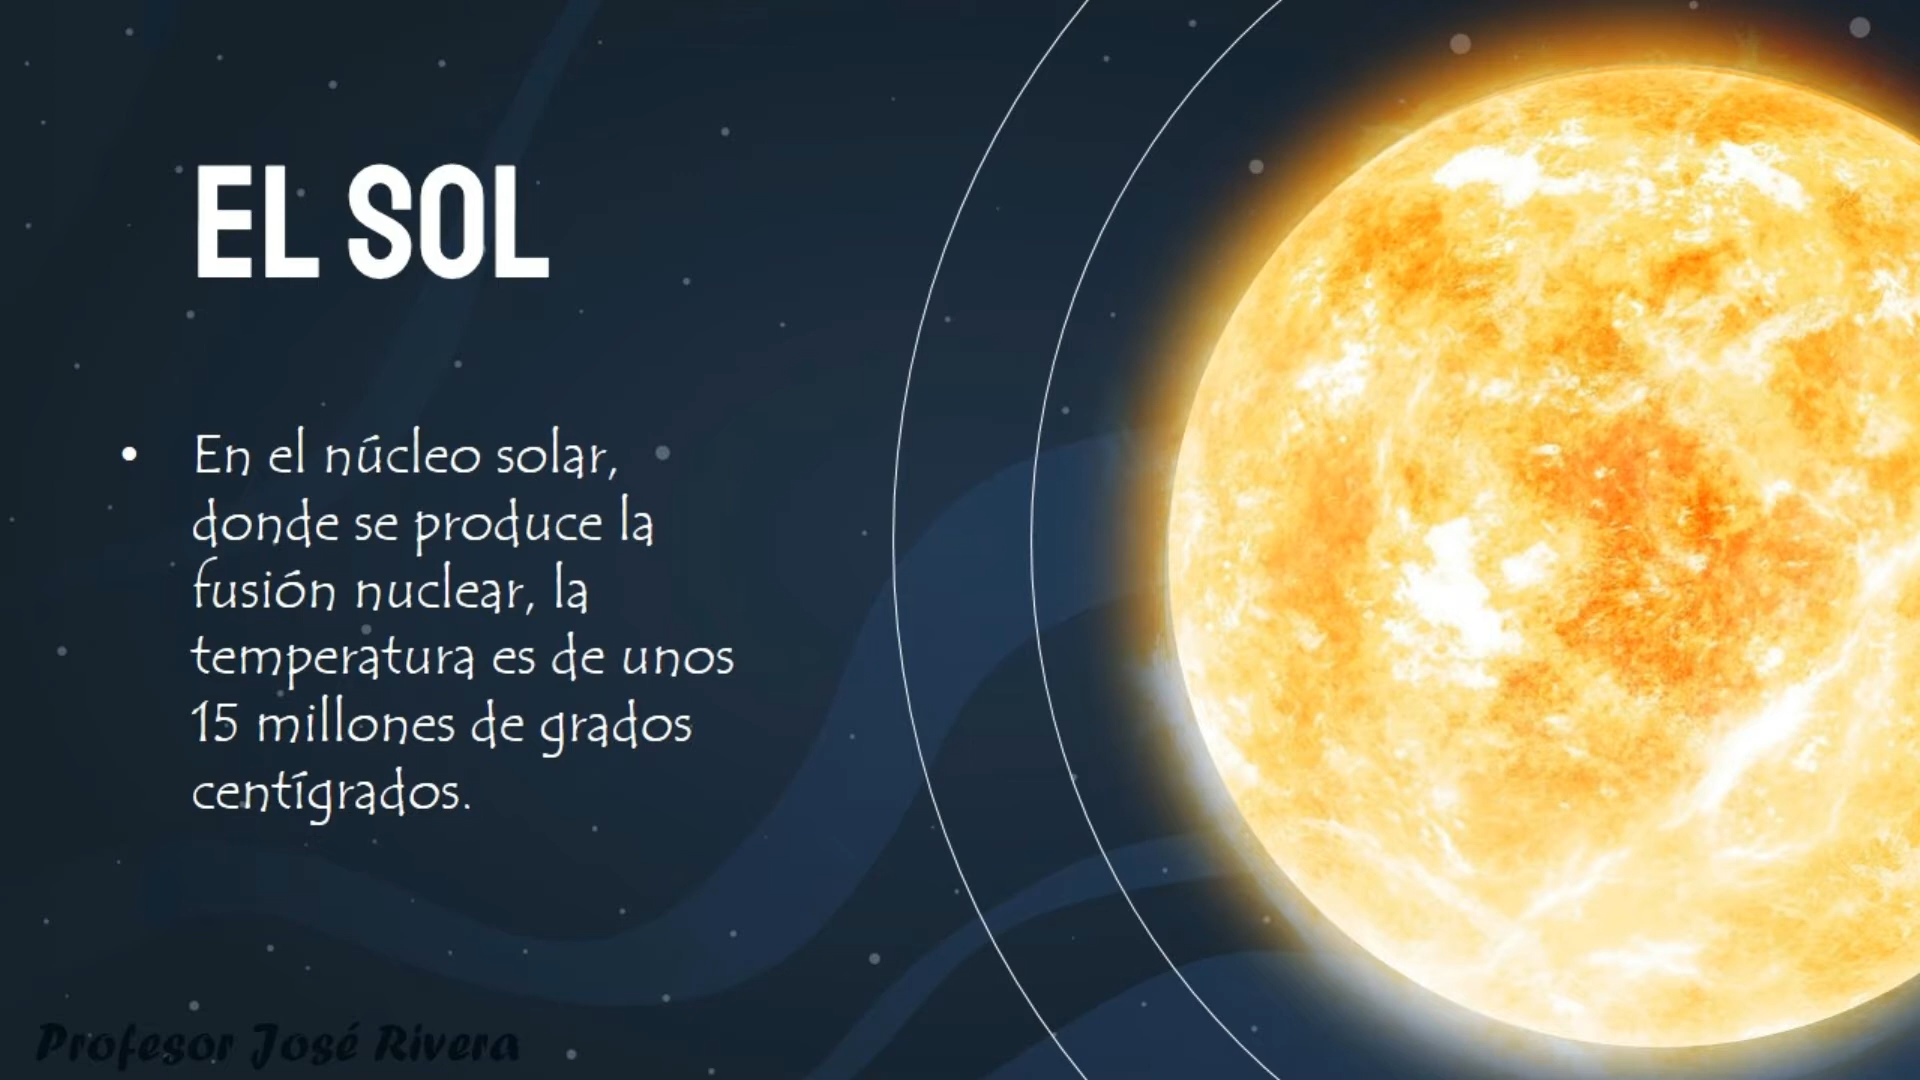 EL SOL
• En el núcleo solar,
donde se produce la
fusión nuclear, la
temperatura es de unos
15 millones de grados
centígrados.
Profesor José Rivera